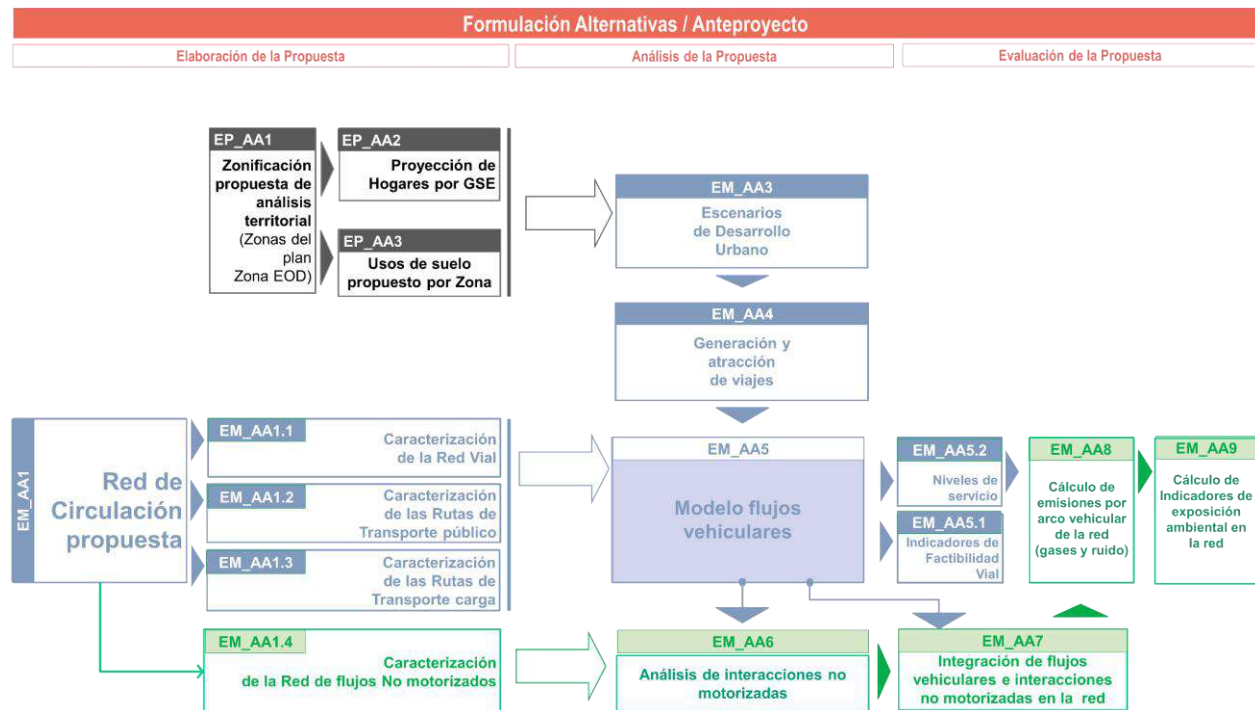 Formulación Alternativas / Anteproyecto
Elaboración de la Propuesta
Análisis de la Propuesta
Evaluación de la Propuesta
EP_AA1
Zonificación
propuesta de
análisis
territorial
(Zonas del
plan
Zona EOD)
EP_AA2
Proyección de
Hogares por GSE
EP_AA3
Usos de suelo
propuesto por Zona
EM_AA3
Escenarios
de Desarrollo
Urbano
EM_AA4
Generación y
atracción
de viajes
EM_AA1
Red de
Circulación
propuesta
EM_AA1.1
Caracterización
de la Red Vial
EM_AA1.2
Caracterización
de las Rutas de
Transporte público
EM_AA1.3
Caracterización
de las Rutas de
Transporte carga
EM_AA5
Modelo flujos
vehiculares
EM_AA5.2
Niveles de
servicio
EM_AA5.1
Indicadores de
Factibilidad
Vial
EM_AA8
Cálculo de
emisiones por
arco vehicular
de la red
(gases y ruido)
EM_AA9
Cálculo de
Indicadores de
exposición
ambiental en
la red
EM_AA1.4
Caracterización
de la Red de flujos No motorizados
EM_AA6
Análisis de interacciones no
motorizadas
EM_AA7
Integración de flujos
vehiculares e interacciones
no motorizadas en la red